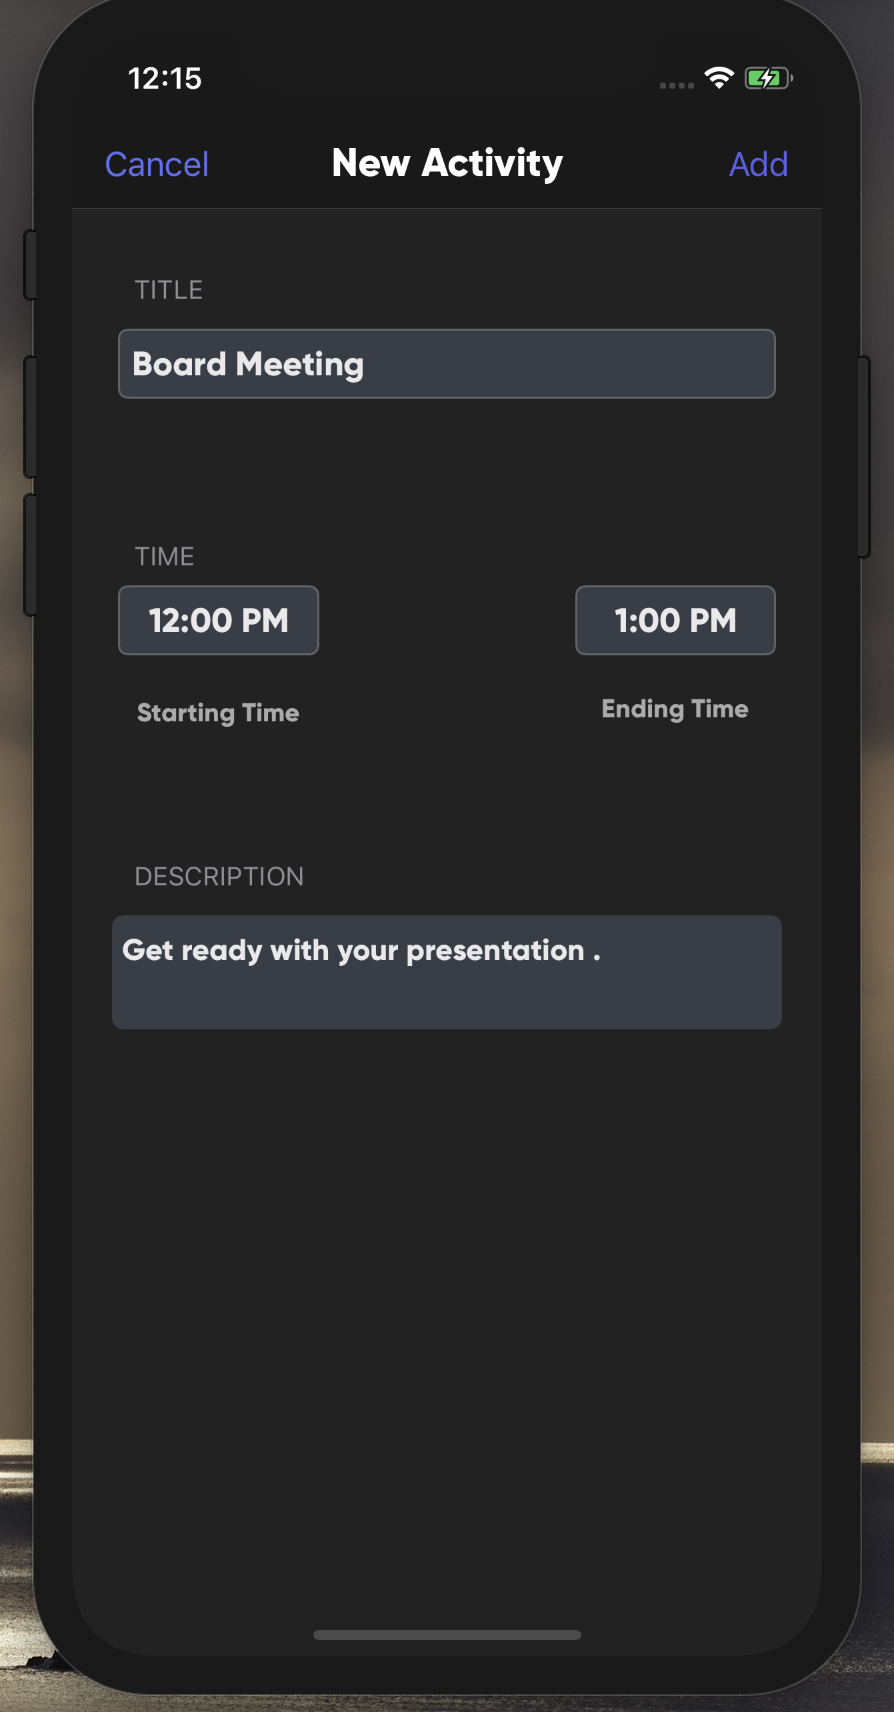 12:15
Cancel New Activity Add
TITLE
Board Meeting
TIME
12:00 PM 1:00 PM
Starting Time Ending Time
DESCRIPTION
Get ready with your presentation .